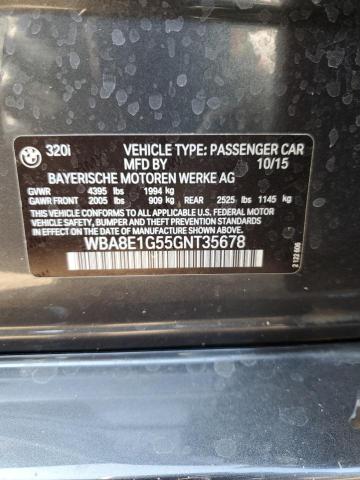 320i VEHICLE TYPE: PASSENGER CAR
MFD BY 10/15
BAYERISCHE MOTOREN WERKE AG
GVWR 4395 lbs 1994 kg
GAWR FRONT 2005 lbs 909 kg REAR 2525 lbs 1145 kg
THIS VEHICLE CONFORMS TO ALL APPLICABLE U.S. FEDERAL MOTOR VEHICLE
SAFETY, BUMPER AND THEFT PREVENTION STANDARDS IN EFFECT
ON THE DATE OF MANUFACTURE SHOWN ABOVE.
WBA8E1G55GNT35678